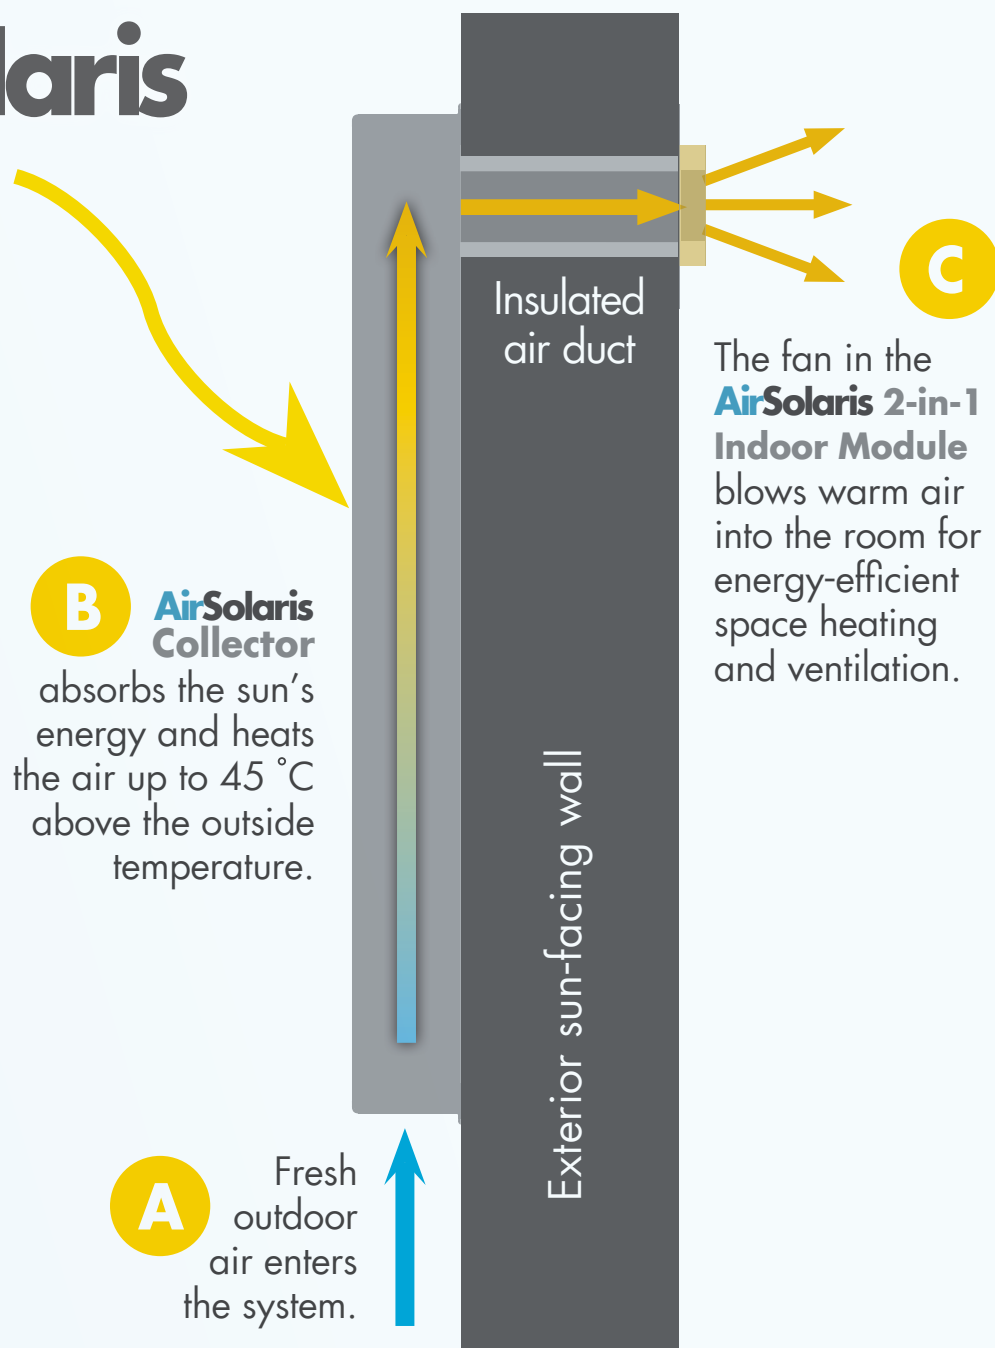 laris
Insulated
air duct
C
The fan in the
AirSolaris 2-in-1
Indoor Module
blows warm air
into the room for
energy-efficient
space heating
and ventilation.
B
AirSolaris
Collector
absorbs the sun’s
energy and heats
the air up to 45 °C
above the outside
temperature.
Exterior sun-facing wall
A
Fresh
outdoor
air enters
the system.